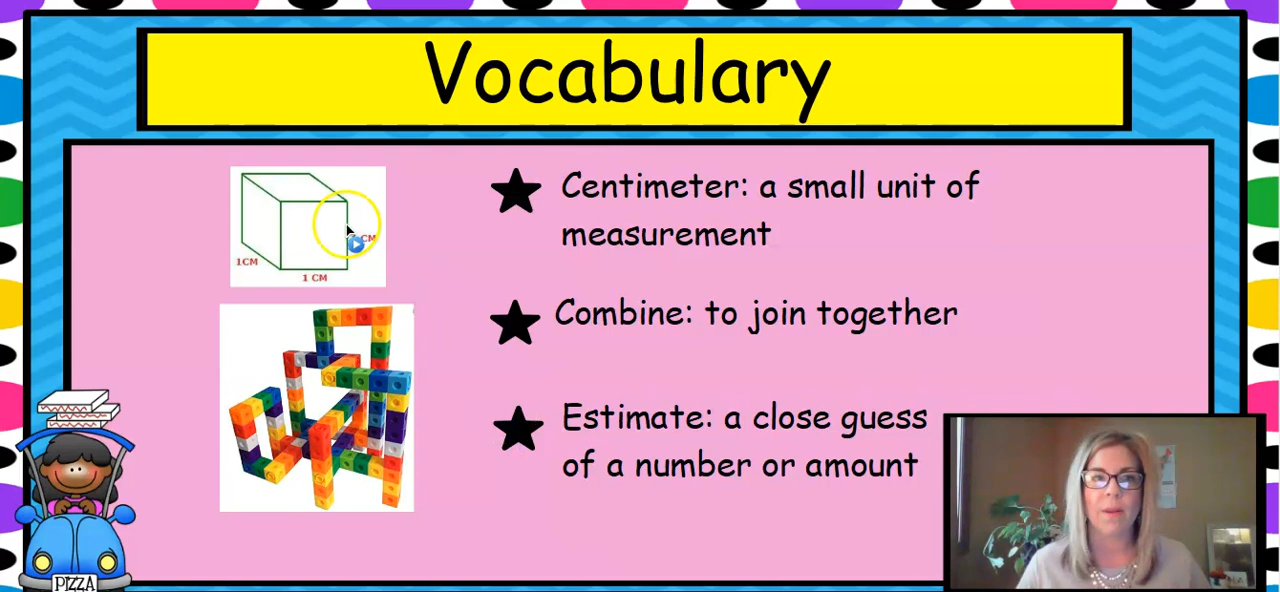 Vocabulary
Centimeter: a small unit of
measurement
1CM
1 CM
CM
Combine: to join together
Estimate: a close guess
of a number or amount
PIZZA